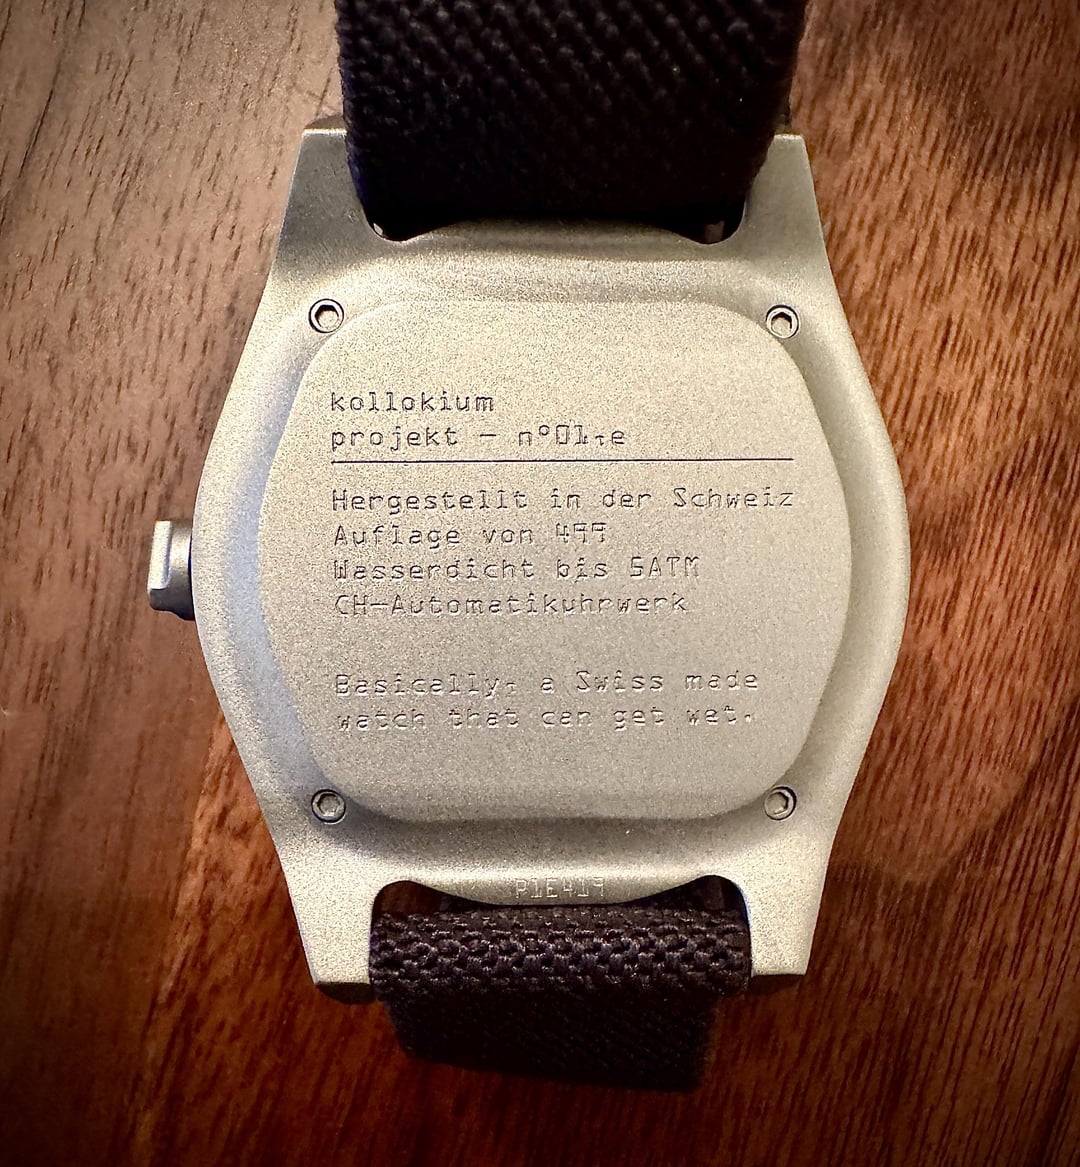 kollokium
projekt – n°01.e
Hergestellt in der Schweiz
Auflage von 499
Wasserdicht bis 5ATM
CH-Automatikuhrwerk
Basically, a Swiss made
watch that can get wet.
P1E419